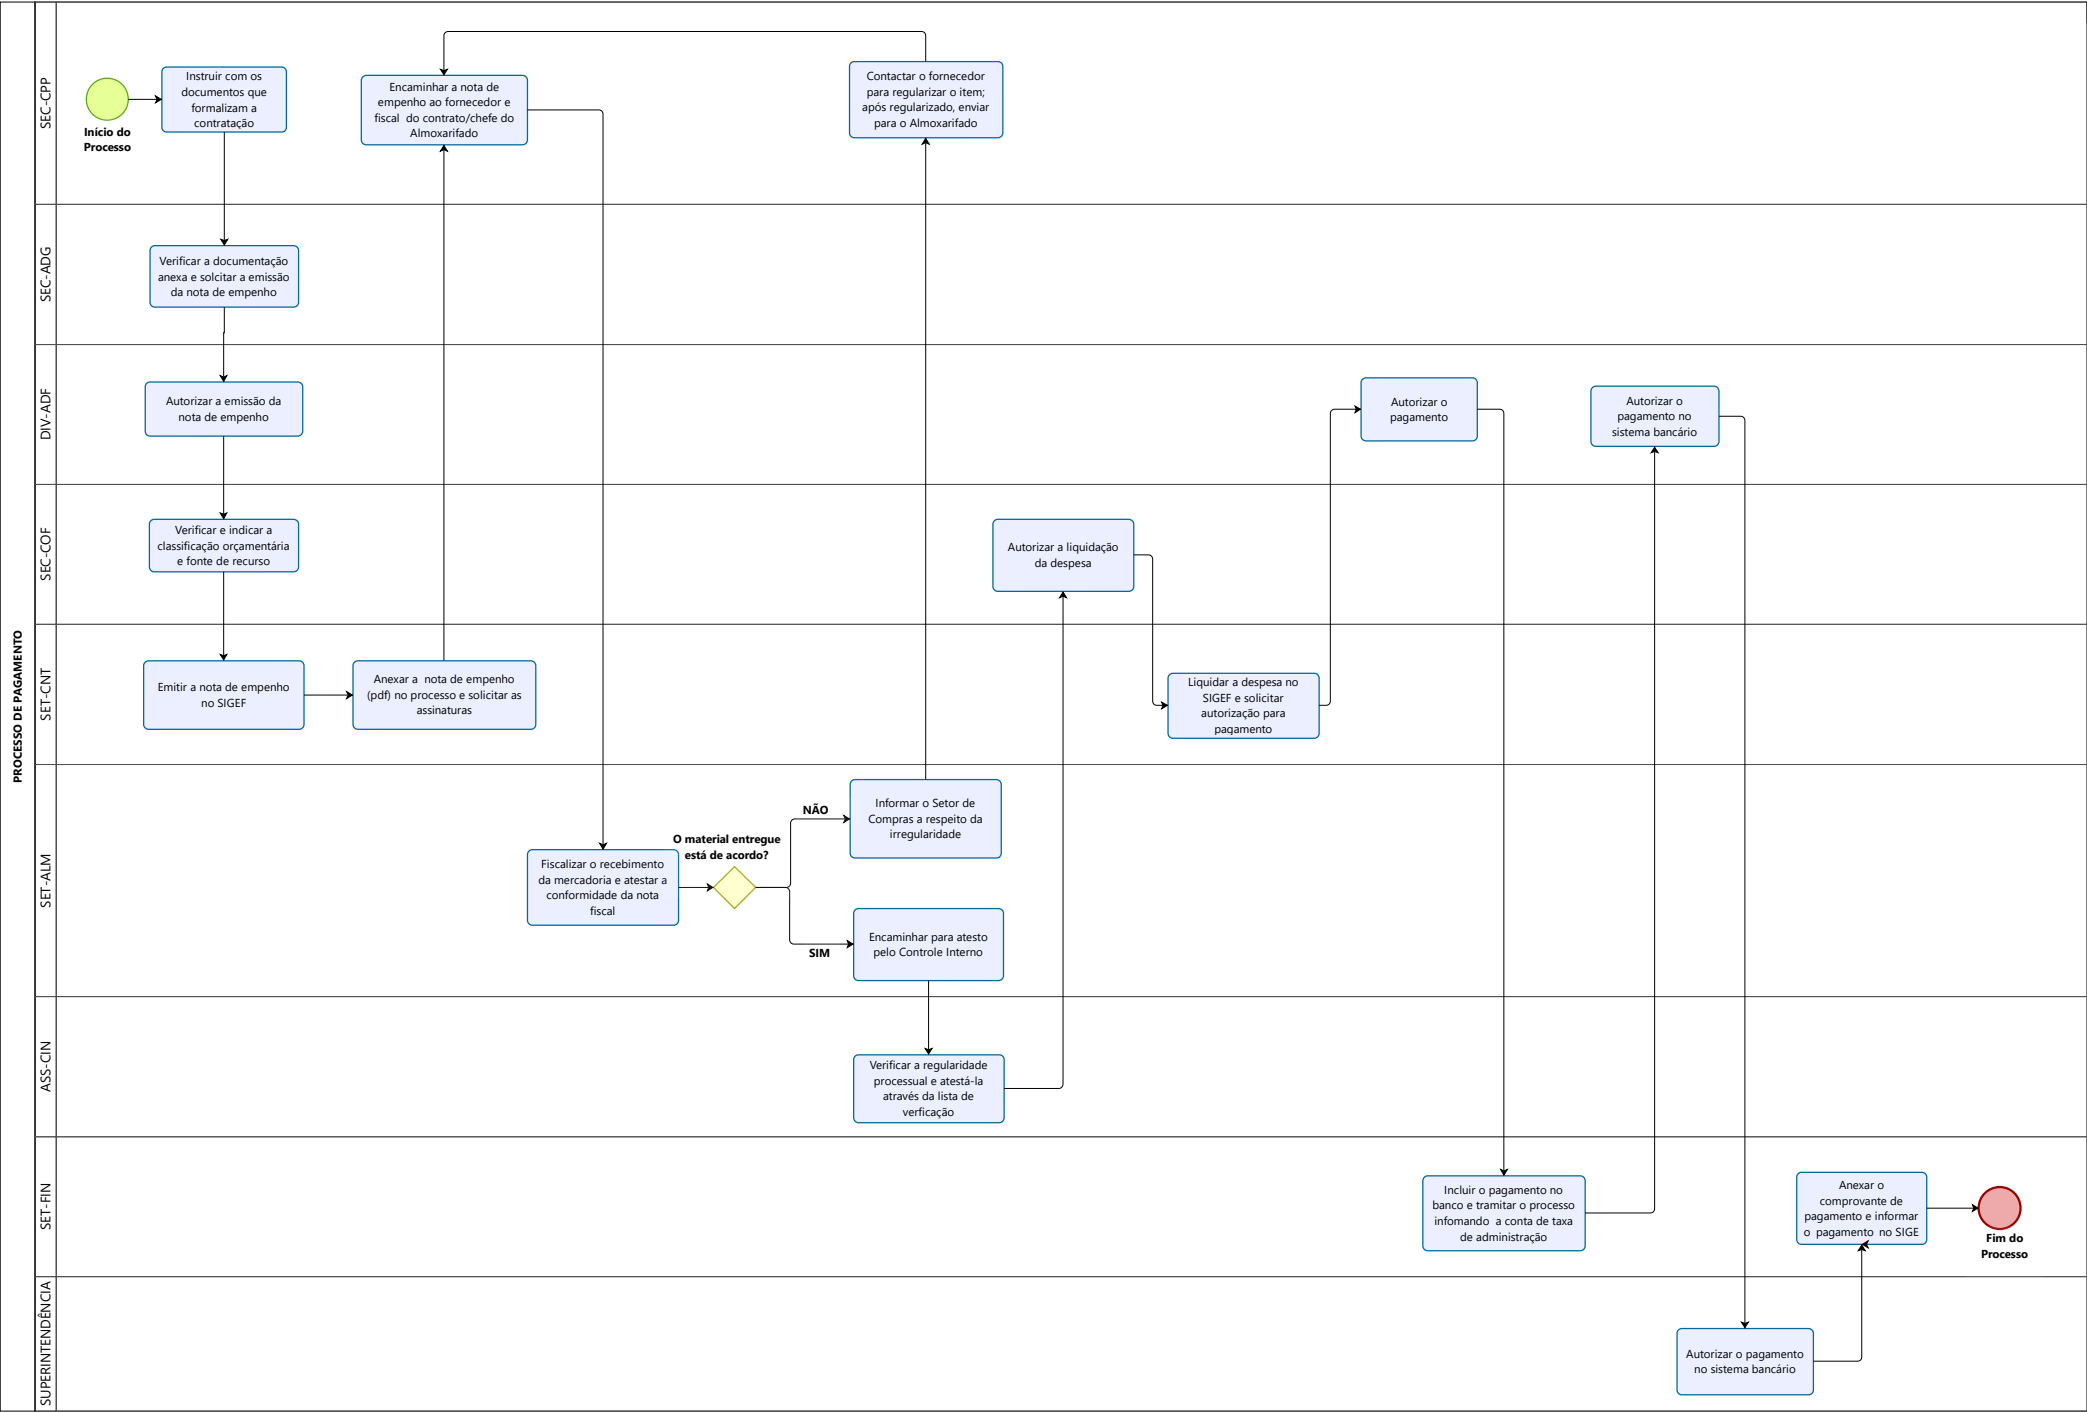 PROCESSO DE PAGAMENTO
SEC-CPP
Início do
Processo
Instruir com os
documentos que
formalizam a
contratação
Encaminhar a nota de
empenho ao fornecedor e
fiscal do contrato/chefe do
Almoxarifado
Contactar o fornecedor
para regularizar o item;
após regularizado, enviar
para o Almoxarifado
SEC-ADG
Verificar a documentação
anexa e solcitar a emissão
da nota de empenho
DIV-ADF
Autorizar a emissão da
nota de empenho
Autorizar o
pagamento
Autorizar o
pagamento no
sistema bancário
SEC-COF
Verificar e indicar a
classificação orçamentária
e fonte de recurso
Autorizar a liquidação
da despesa
SET-CNT
Emitir a nota de empenho
no SIGEF
Anexar a nota de empenho
(pdf) no processo e solicitar as
assinaturas
Liquidar a despesa no
SIGEF e solicitar
autorização para
pagamento
SET-ALM
Fiscalizar o recebimento
da mercadoria e atestar a
conformidade da nota
fiscal
O material entregue
está de acordo?
NÃO
Informar o Setor de
Compras a respeito da
irregularidade
SIM
Encaminhar para atesto
pelo Controle Interno
ASS-CIN
Verificar a regularidade
processual e atestá-la
através da lista de
verficação
SET-FIN
Incluir o pagamento no
banco e tramitar o processo
infomando a conta de taxa
de administração
Anexar o
comprovante de
pagamento e informar
o pagamento no SIGE
Fim do
Processo
SUPERINTENDÊNCIA
Autorizar o pagamento
no sistema bancário